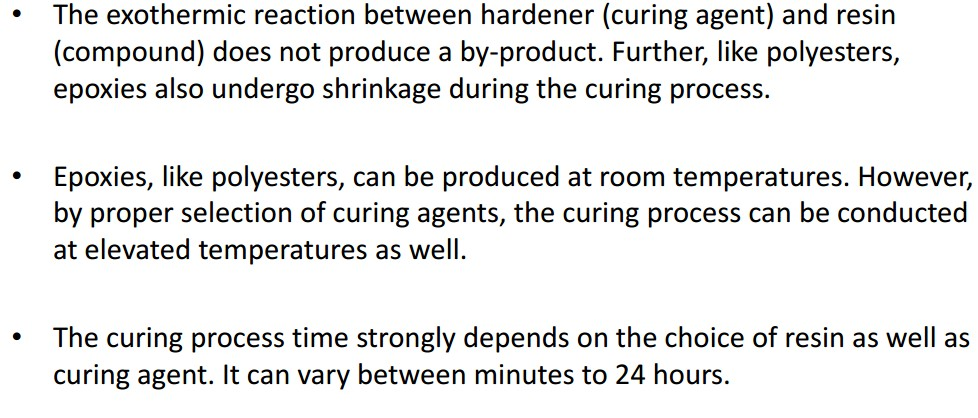 • The exothermic reaction between hardener (curing agent) and resin
(compound) does not produce a by-product. Further, like polyesters,
epoxies also undergo shrinkage during the curing process.
• Epoxies, like polyesters, can be produced at room temperatures. However,
by proper selection of curing agents, the curing process can be conducted
at elevated temperatures as well.
• The curing process time strongly depends on the choice of resin as well as
curing agent. It can vary between minutes to 24 hours.